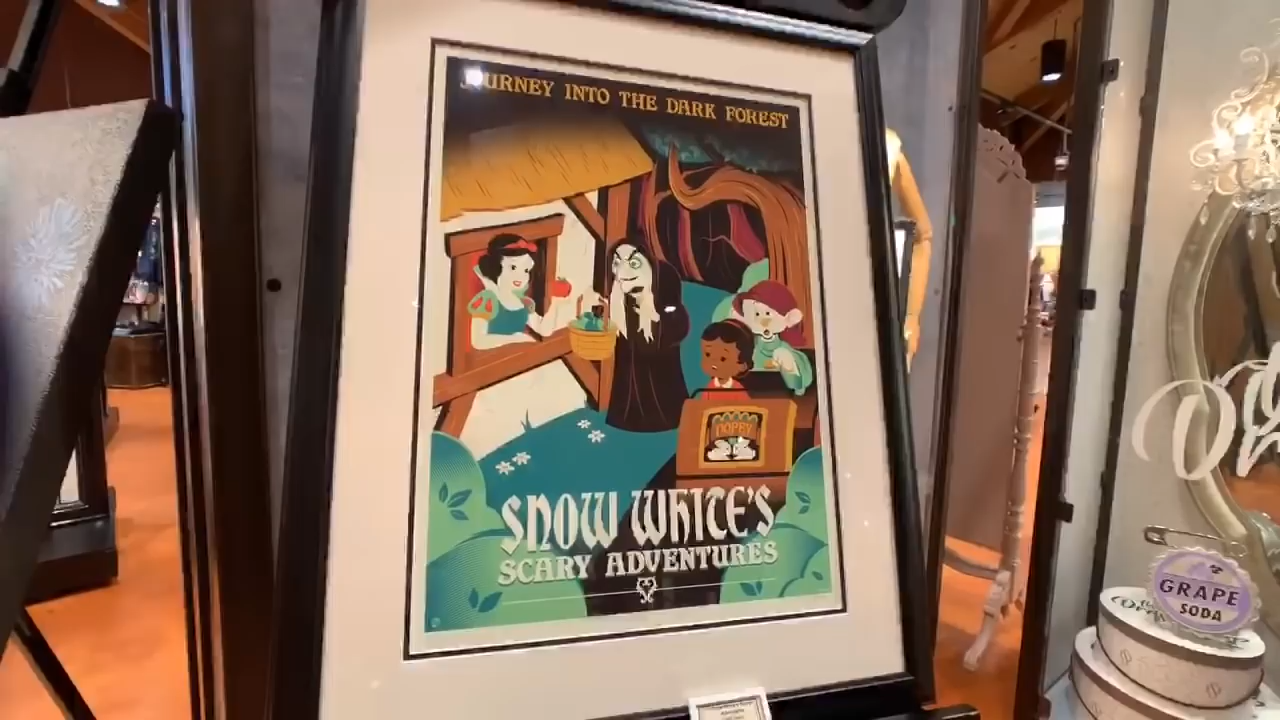 JOURNEY INTO THE DARK FOREST
DOPEY
SNOW WHITE'S
SCARY ADVENTURES
GRAPE
SODA